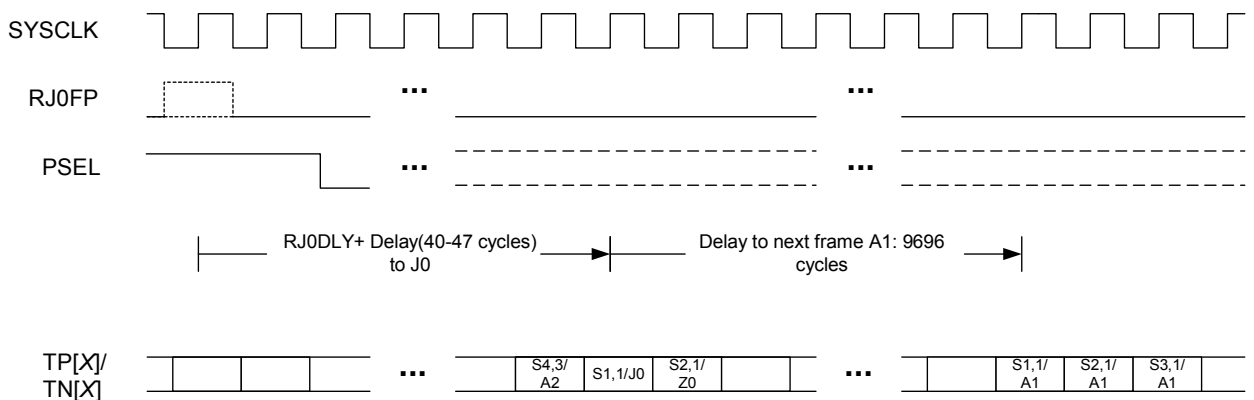 SYSCLK
RJ0FP
...
...
PSEL
...
...
RJ0DLY+ Delay(40-47 cycles)
to J0
Delay to next frame A1: 9696
cycles
TP[X]/
TN[X]
...
S4,3/
A2
S1,1/J0
S2,1/
Z0
...
S1,1/
A1
S2,1/
A1
S3,1/
A1